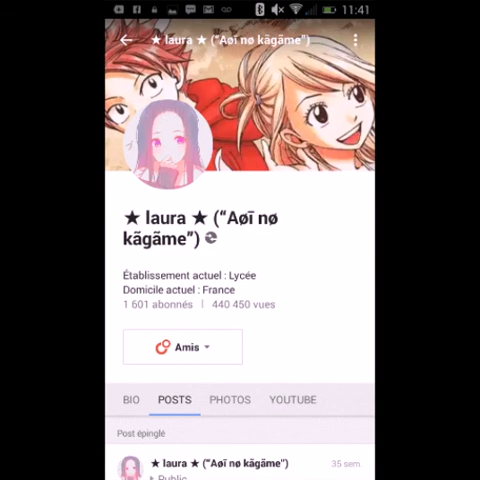 11:41
★ laura ★ (“Aøī nø kãgãme”)
★ laura ★ (“Aøī nø
kãgãme”)
Établissement actuel : Lycée
Domicile actuel : France
1 601 abonnés | 440 450 vues
Amis
BIO POSTS PHOTOS YOUTUBE
Post épinglé
★ laura ★ (“Aøī nø kãgãme”) 35 sem.
Public